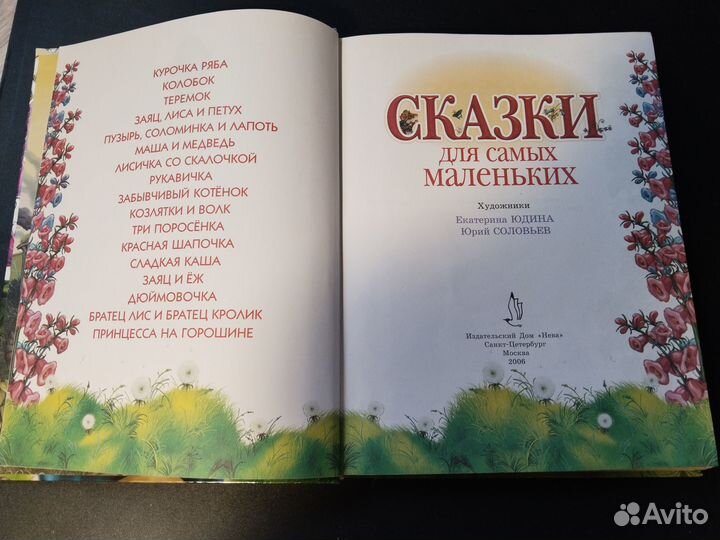 КУРОЧКА РЯБА
КОЛОБОК
ТЕРЕМОК
ЗАЯЦ, ЛИСА И ПЕТУХ
ПУЗЫРЬ, СОЛОМИНКА И ЛАПОТЬ
МАША И МЕДВЕДЬ
ЛИСИЧКА СО СКАЛОЧКОЙ
РУКАВИЧКА
ЗАБЫВЧИВЫЙ КОТЁНОК
КОЗЛЯТКИ И ВОЛК
ТРИ ПОРОСЁНКА
КРАСНАЯ ШАПОЧКА
СЛАДКАЯ КАША
ЗАЯЦ И ЁЖ
ДЮЙМОВОЧКА
БРАТЕЦ ЛИС И БРАТЕЦ КРОЛИК
ПРИНЦЕССА НА ГОРОШИНЕ
СКАЗКИ
ДЛЯ САМЫХ
МАЛЕНЬКИХ
Художники
Екатерина ЮДИНА
Юрий СОЛОВЬЕВ
Издательский Дом «Нева»
Санкт-Петербург
Москва
2006
Avito